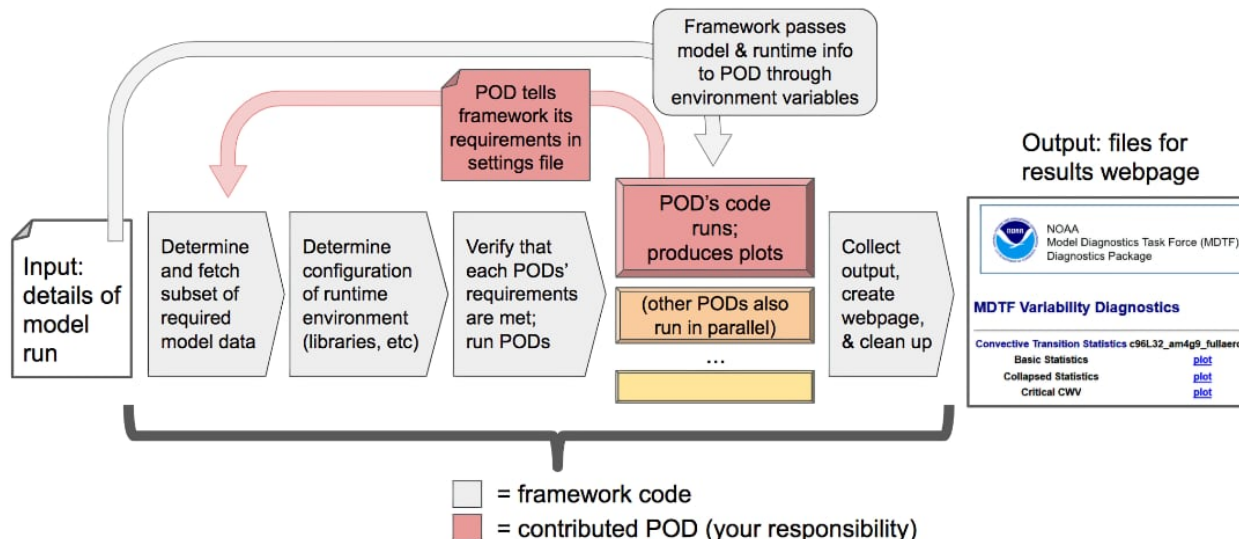 Framework passes
model & runtime info
to POD through
environment variables
POD tells
framework its
requirements in
settings file
Input:
details of
model
run
Determine
and fetch
subset of
required
model data
Determine
configuration
of runtime
environment
(libraries, etc)
Verify that
each PODs’
requirements
are met;
run PODs
POD’s code
runs;
produces plots
(other PODs also
run in parallel)
...
Collect
output,
create
webpage,
& clean up
Output: files for
results webpage
NOAA
NOAA
Model Diagnostics Task Force (MDTF)
Diagnostics Package
MDTF Variability Diagnostics
Convective Transition Statistics c96L32_am4g9_fullaero
Basic Statistics plot
Collapsed Statistics plot
Critical CWV plot
= framework code
= contributed POD (your responsibility)